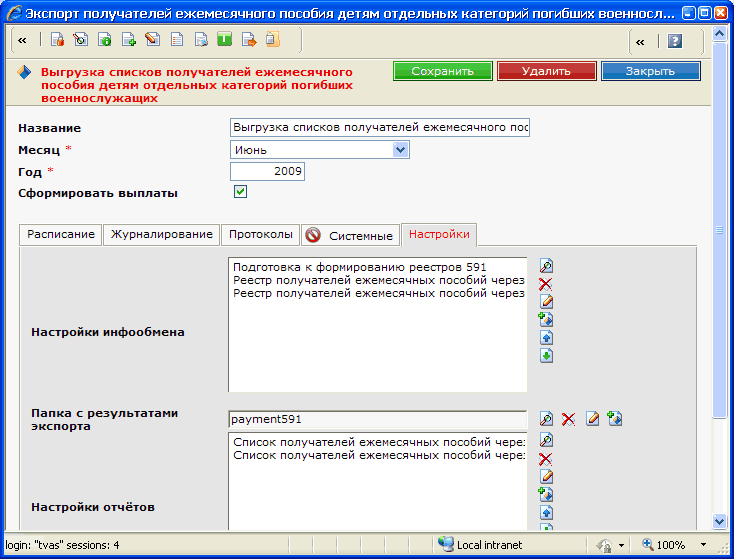 Экспорт получателей ежемесячного пособия детям отдельных категорий погибших военносл...
«
T
«
?
Выгрузка списков получателей ежемесячного
пособия детям отдельных категорий погибших
военнослужащих
Сохранить
Удалить
Закрыть
Название
Выгрузка списков получателей ежемесячного пос
Месяц *
Июнь
Год *
2009
Сформировать выплаты
Расписание
Журналирование
Протоколы
Системные
Настройки
Настройки инфообмена
Подготовка к формированию реестров 591
Реестр получателей ежемесячных пособий через
Реестр получателей ежемесячных пособий через
Папка с результатами
экспорта
payment591
Настройки отчётов
Список получателей ежемесячных пособий через
Список получателей ежемесячных пособий через
login: "tvas" sessions: 4
Local intranet
100%